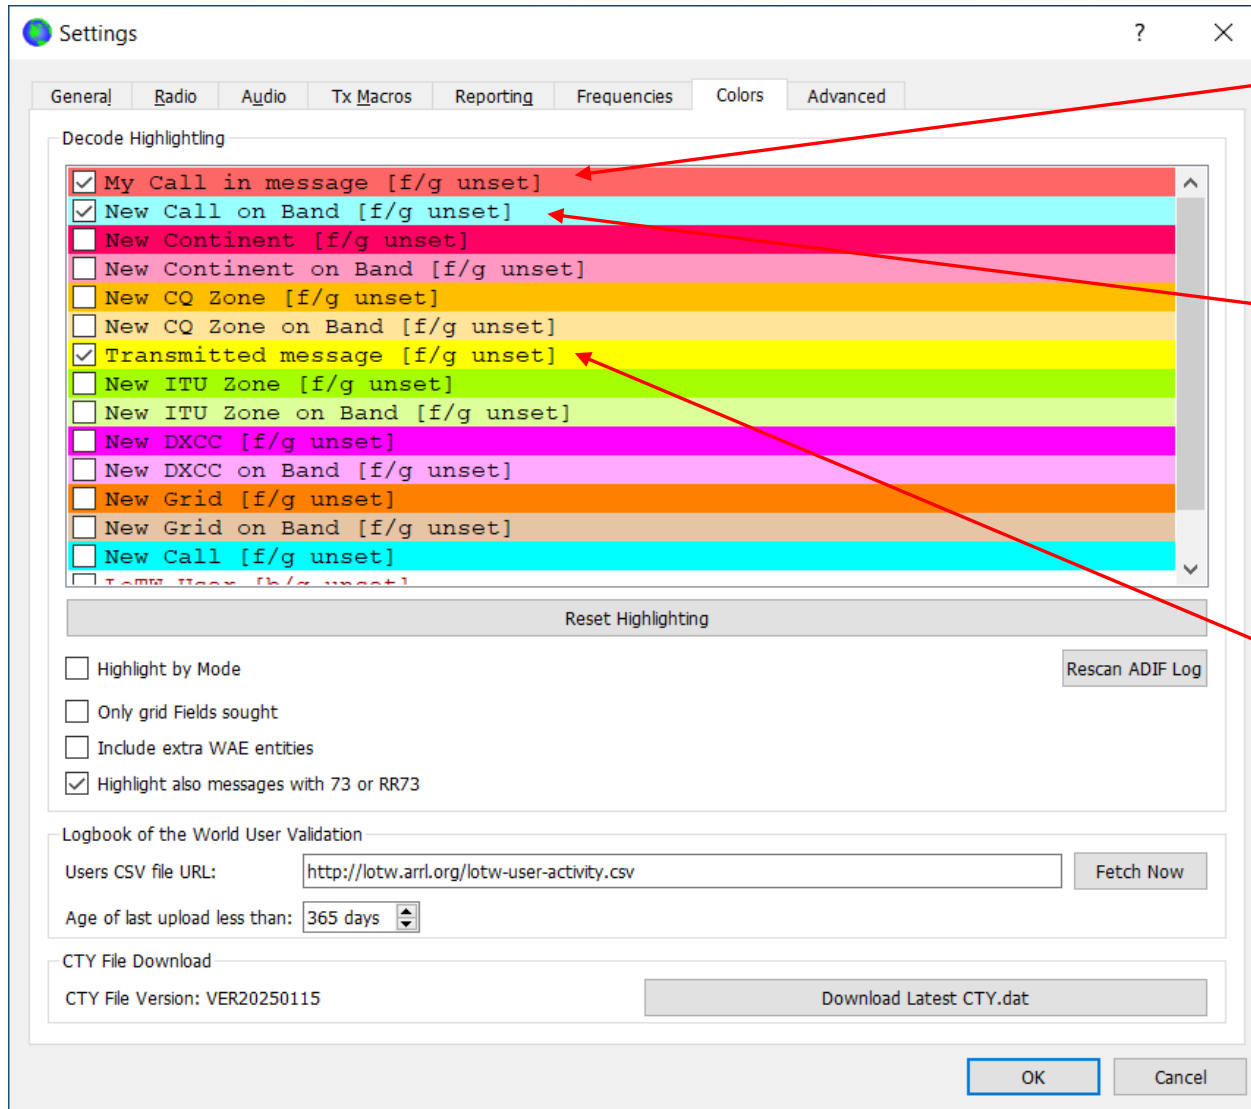 Settings
General Radio Audio Tx Macros Reporting Frequencies Colors Advanced
Decode Highlightling
My Call in message [f/g unset]
New Call on Band [f/g unset]
New Continent [f/g unset]
New Continent on Band [f/g unset]
New CQ Zone [f/g unset]
New CQ Zone on Band [f/g unset]
Transmitted message [f/g unset]
New ITU Zone [f/g unset]
New ITU Zone on Band [f/g unset]
New DXCC [f/g unset]
New DXCC on Band [f/g unset]
New Grid [f/g unset]
New Grid on Band [f/g unset]
New Call [f/g unset]
LoTW User [b/g unset]
Reset Highlighting
Highlight by Mode
Rescan ADIF Log
Only grid Fields sought
Include extra WAE entities
Highlight also messages with 73 or RR73
Logbook of the World User Validation
Users CSV file URL: http://lotw.arrl.org/lotw-user-activity.csv Fetch Now
Age of last upload less than: 365 days
CTY File Download
CTY File Version: VER20250115 Download Latest CTY.dat
OK Cancel